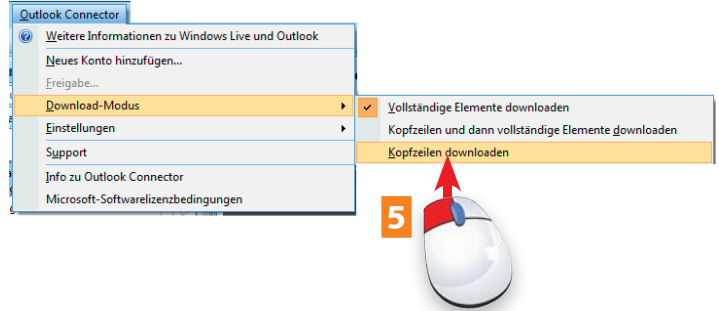 Outlook Connector
Weitere Informationen zu Windows Live und Outlook
Neues Konto hinzufügen...
Freigabe...
Download-Modus
Einstellungen
Support
Info zu Outlook Connector
Microsoft-Softwarelizenzbedingungen
Vollständige Elemente downloaden
Kopfzeilen und dann vollständige Elemente downloaden
Kopfzeilen downloaden
5